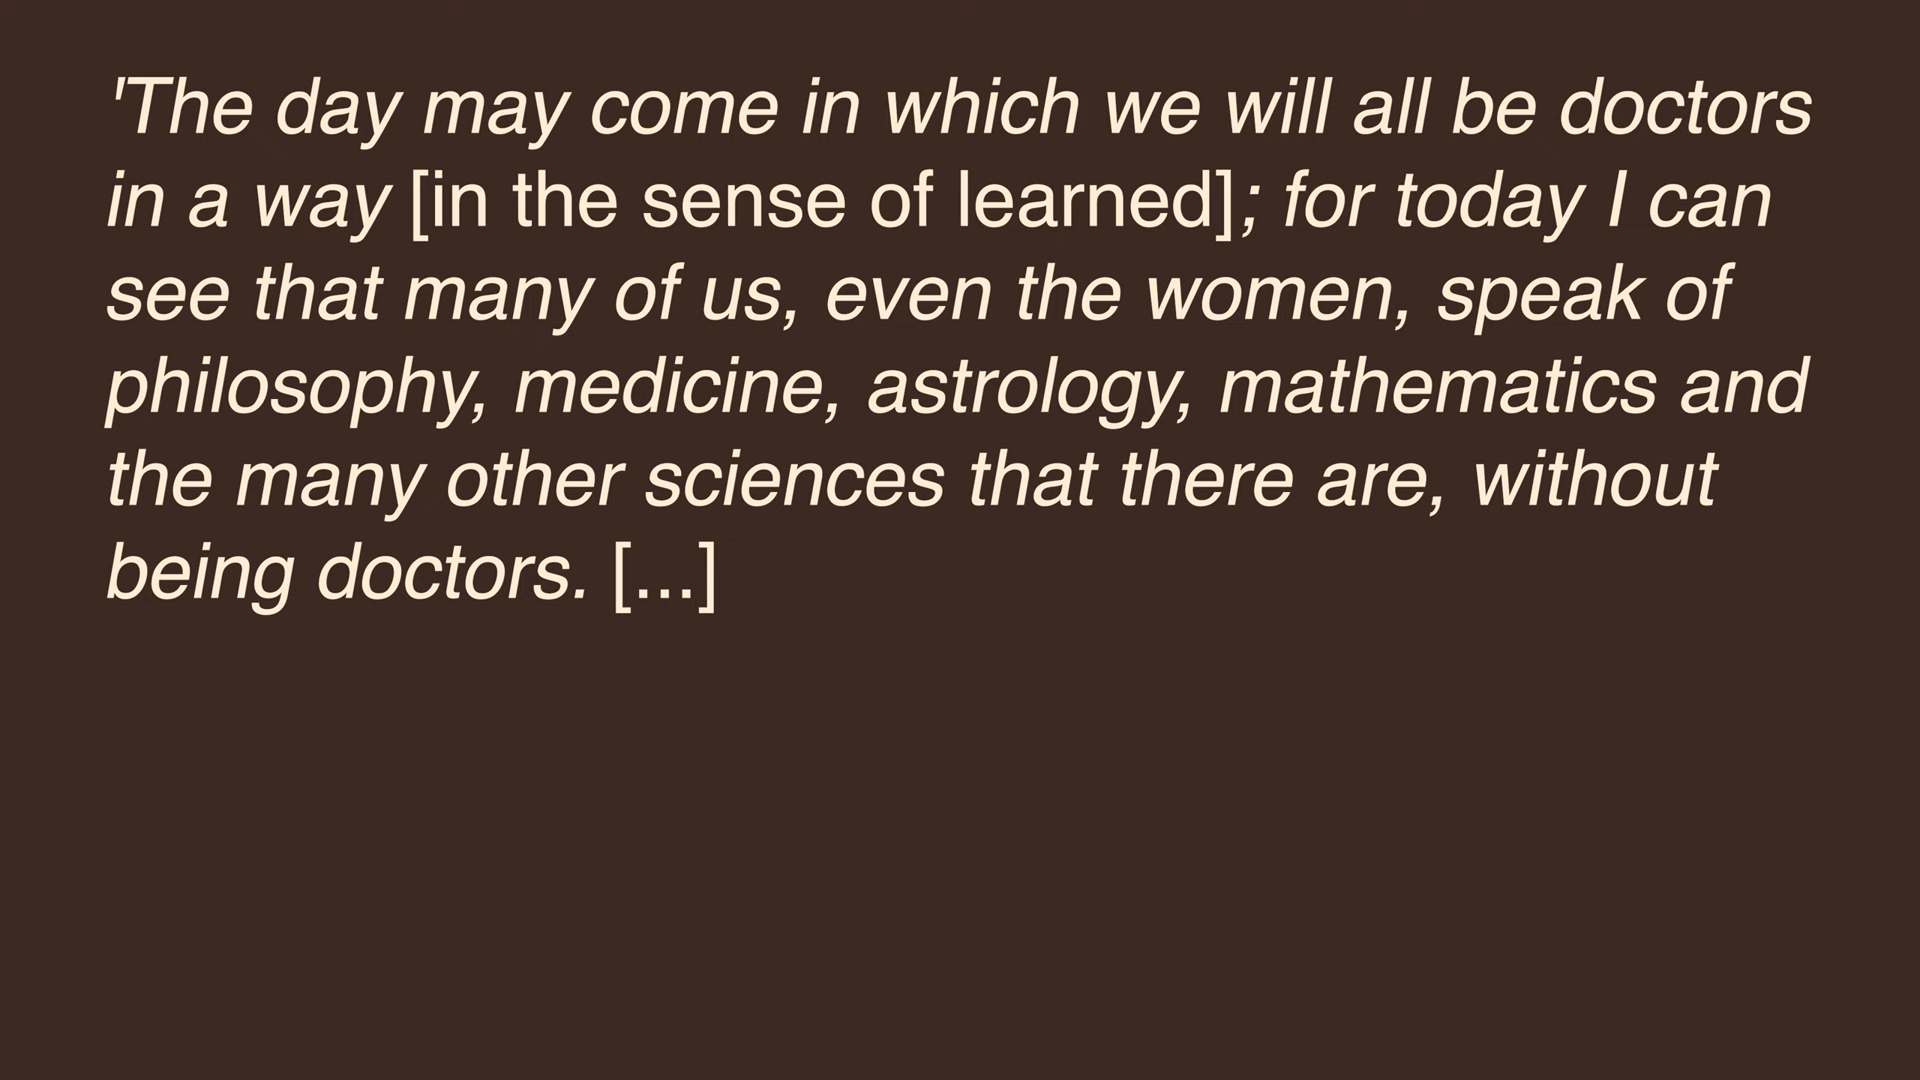 'The day may come in which we will all be doctors
in a way [in the sense of learned]; for today I can
see that many of us, even the women, speak of
philosophy, medicine, astrology, mathematics and
the many other sciences that there are, without
being doctors. [...]